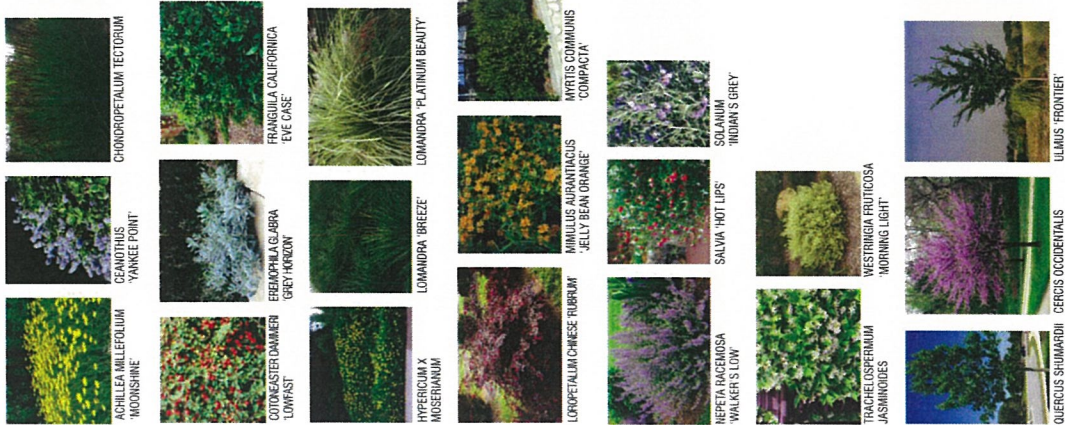 ACHILLEA MILLEFOLIUM
'MOONSHINE'
CEANOTHUS
'YANKEE POINT'
CHONDROPETALUM TECTORUM
COTONEASTER DAMMERI
'LOWFAST'
EREMOPHILA GLABRA
'GREY HORIZON'
FRANGUILA CALIFORNICA
'EVE CASE'
HYPERICUM X
MOSERIANUM
LOMANDRA 'BREEZE'
LOMANDRA 'PLATINUM BEAUTY'
LOROPETALUM CHINESE 'RUBRUM'
MIMULUS AURANTIACUS
'JELLY BEAN ORANGE'
MYRTIS COMMUNIS
'COMPACTA'
NEPETA RACEMOSA
'WALKER'S LOW'
SALVIA 'HOT LIPS'
SOLANUM
'INDIAN S GREY'
TRACHELOSPERMUM
JASMINOIDES
WESTRINGIA FRUTICOSA
'MORNING LIGHT'
QUERCUS SHUMARDII
CERCIS OCCIDENTALIS
ULMUS 'FRONTIER'